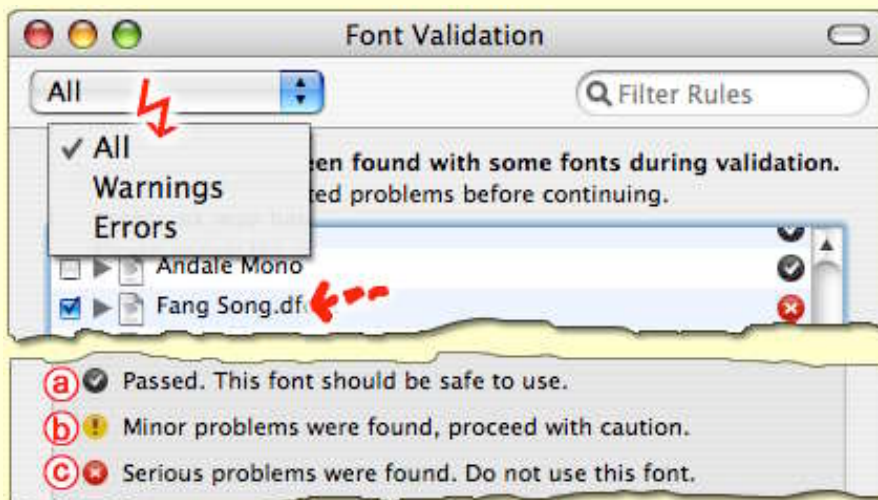 Font Validation
All
Filter Rules
All
Warnings
Errors
en found with some fonts during validation.
ted problems before continuing.
Andale Mono
Fang Song.df
a Passed. This font should be safe to use.
b Minor problems were found, proceed with caution.
c Serious problems were found. Do not use this font.